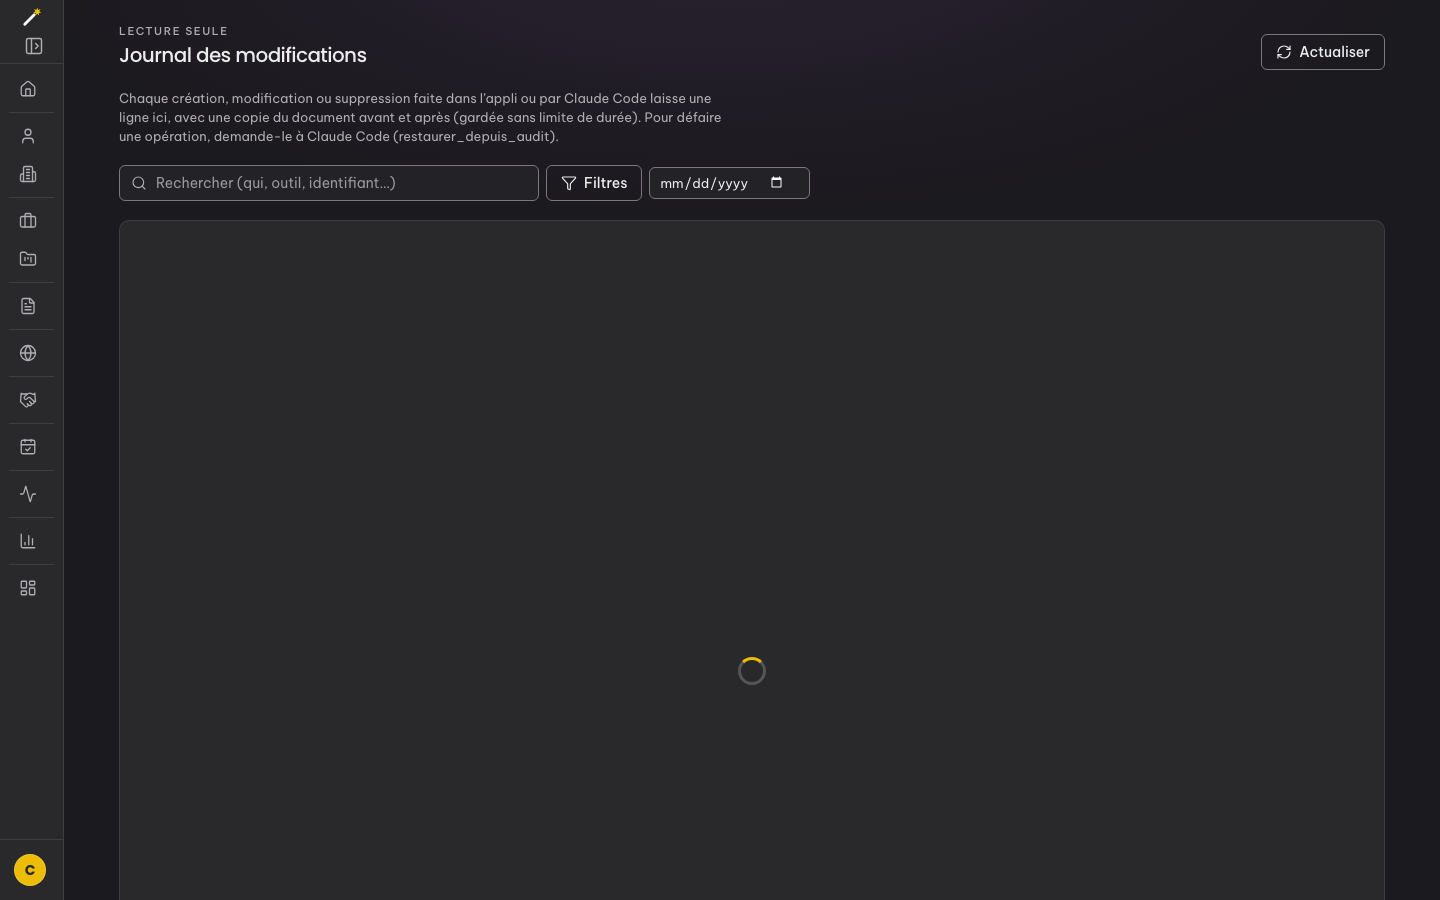 LECTURE SEULE
Journal des modifications
Actualiser
Chaque création, modification ou suppression faite dans l’appli ou par Claude Code laisse une
ligne ici, avec une copie du document avant et après (gardée sans limite de durée). Pour défaire
une opération, demande-le à Claude Code (restaurer_depuis_audit).
Rechercher (qui, outil, identifiant...)
Filtres
mm/dd/yyyy
C